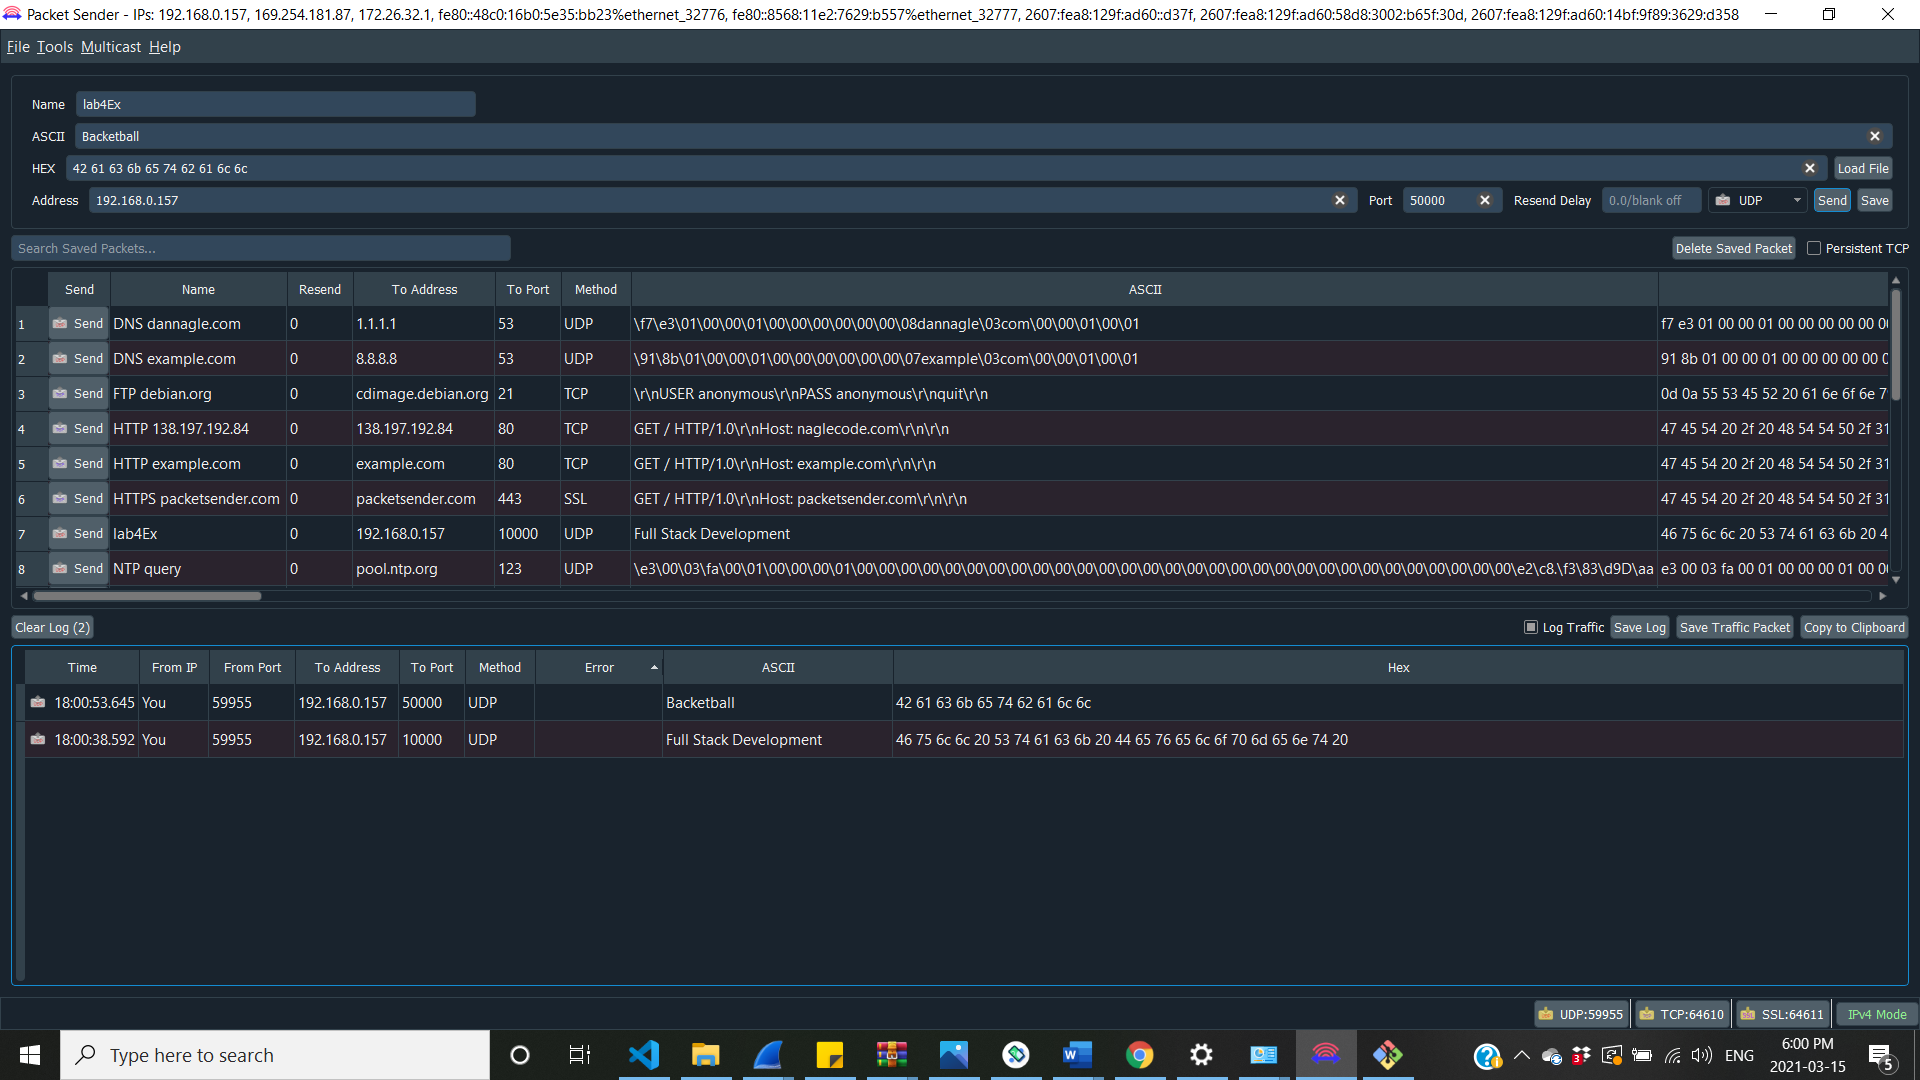 Packet Sender - IPs: 192.168.0.157, 169.254.181.87, 172.26.32.1, fe80::48c0:16b0:5e35:bb23%ethernet_32776, fe80::8568:11e2:7629:b557%ethernet_32777, 2607:fea8:129f:ad60::d37f, 2607:fea8:129f:ad60:58d8:3002:b65f:30d, 2607:fea8:129f:ad60:14bf:9f89:3629:d358
File Tools Multicast Help
Name lab4Ex
ASCII Backetball
HEX 42 61 63 6b 65 74 62 61 6c 6c Load File
Address 192.168.0.157 Port 50000 Resend Delay 0.0/blank off UDP Send Save
Search Saved Packets... Delete Saved Packet Persistent TCP
Send Name Resend To Address To Port Method ASCII
1 Send DNS dannagle.com 0 1.1.1.1 53 UDP \f7\e3\01\00\00\01\00\00\00\00\00\00\08dannagle\03com\00\00\01\00\01 f7 e3 01 00 00 01 00 00 00 00 00 0
2 Send DNS example.com 0 8.8.8.8 53 UDP \91\8b\01\00\00\01\00\00\00\00\00\00\07example\03com\00\00\01\00\01 91 8b 01 00 00 01 00 00 00 00 00 0
3 Send FTP debian.org 0 cdimage.debian.org 21 TCP \r\nUSER anonymous\r\nPASS anonymous\r\nquit\r\n 0d 0a 55 53 45 52 20 61 6e 6f 6e 7
4 Send HTTP 138.197.192.84 0 138.197.192.84 80 TCP GET / HTTP/1.0\r\nHost: naglecode.com\r\n\r\n 47 45 54 20 2f 20 48 54 54 50 2f 31
5 Send HTTP example.com 0 example.com 80 TCP GET / HTTP/1.0\r\nHost: example.com\r\n\r\n 47 45 54 20 2f 20 48 54 54 50 2f 31
6 Send HTTPS packetsender.com 0 packetsender.com 443 SSL GET / HTTP/1.0\r\nHost: packetsender.com\r\n\r\n 47 45 54 20 2f 20 48 54 54 50 2f 31
7 Send lab4Ex 0 192.168.0.157 10000 UDP Full Stack Development 46 75 6c 6c 20 53 74 61 63 6b 20 4
8 Send NTP query 0 pool.ntp.org 123 UDP \e3\00\03\fa\00\01\00\00\00\01\00\00\00\00\00\00\00\00\00\00\00\00\00\00\00\00\00\00\00\00\00\00\00\00\00\00\00\00\00\00\e2\c8.\f3\83\d9D\aa e3 00 03 fa 00 01 00 00 00 01 00 0
Clear Log (2) Log Traffic Save Log Save Traffic Packet Copy to Clipboard
Time From IP From Port To Address To Port Method Error ASCII Hex
18:00:53.645 You 59955 192.168.0.157 50000 UDP Backetball 42 61 63 6b 65 74 62 61 6c 6c
18:00:38.592 You 59955 192.168.0.157 10000 UDP Full Stack Development 46 75 6c 6c 20 53 74 61 63 6b 20 44 65 76 65 6c 6f 70 6d 65 6e 74 20
UDP:59955 TCP:64610 SSL:64611 IPv4 Mode
Type here to search 3 ENG 6:00 PM
2021-03-15 5